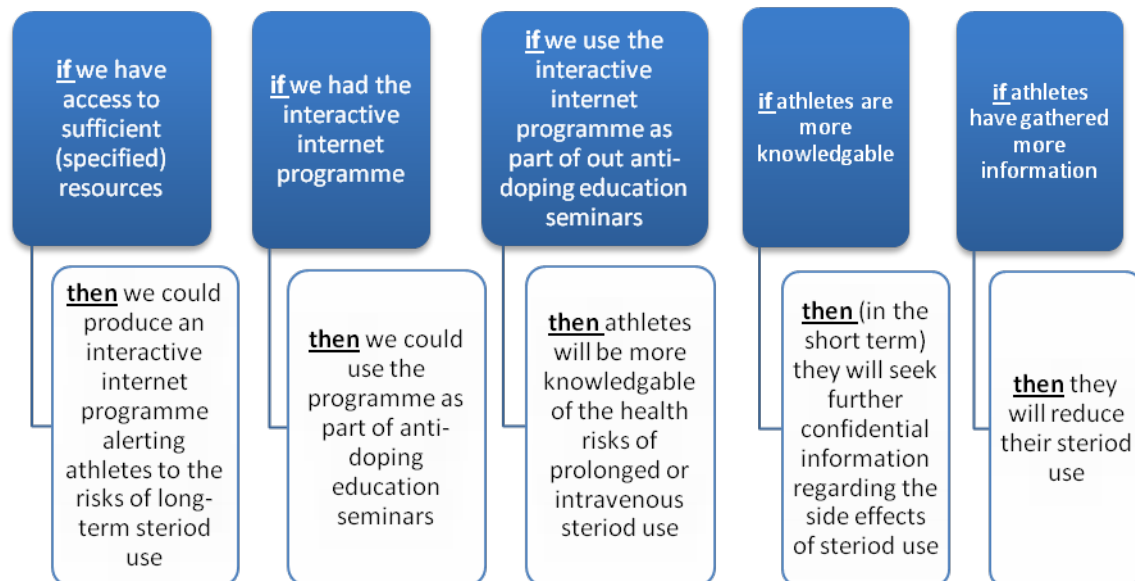 if we have
access to
sufficient
(specified)
resources
then we could
produce an
interactive
internet
programme
alerting
athletes to the
risks of long-
term steriod
use
if we had the
interactive
internet
programme
then we could
use the
programme as
part of anti-
doping
education
seminars
if we use the
interactive
internet
programme as
part of out anti-
doping education
seminars
then athletes
will be more
knowledgable
of the health
risks of
prolonged or
intravenous
steriod use
if athletes are
more
knowledgable
then (in the
short term)
they will seek
further
confidential
information
regarding the
side effects
of steriod use
if athletes
have gathered
more
information
then they
will reduce
their steriod
use